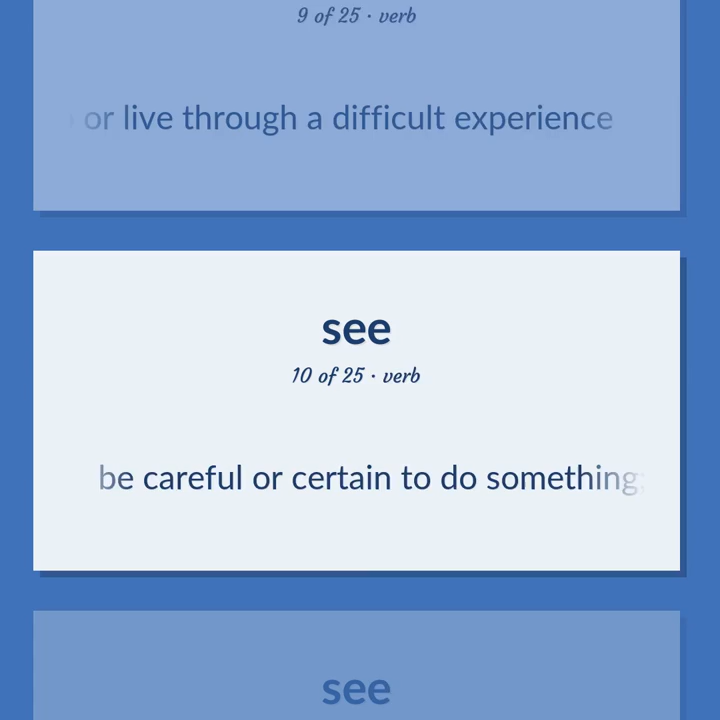 9 of 25 · verb
or live through a difficult experience
see
10 of 25 · verb
be careful or certain to do something;
see